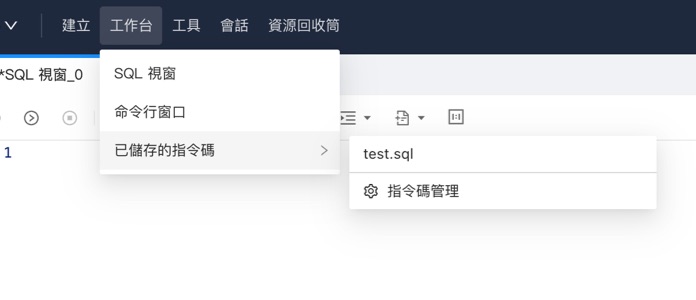 建立 工作台 工具 會話 資源回收筒
*SQL 視窗_0
SQL 視窗
命令行窗口
1
已儲存的指令碼
test.sql
指令碼管理